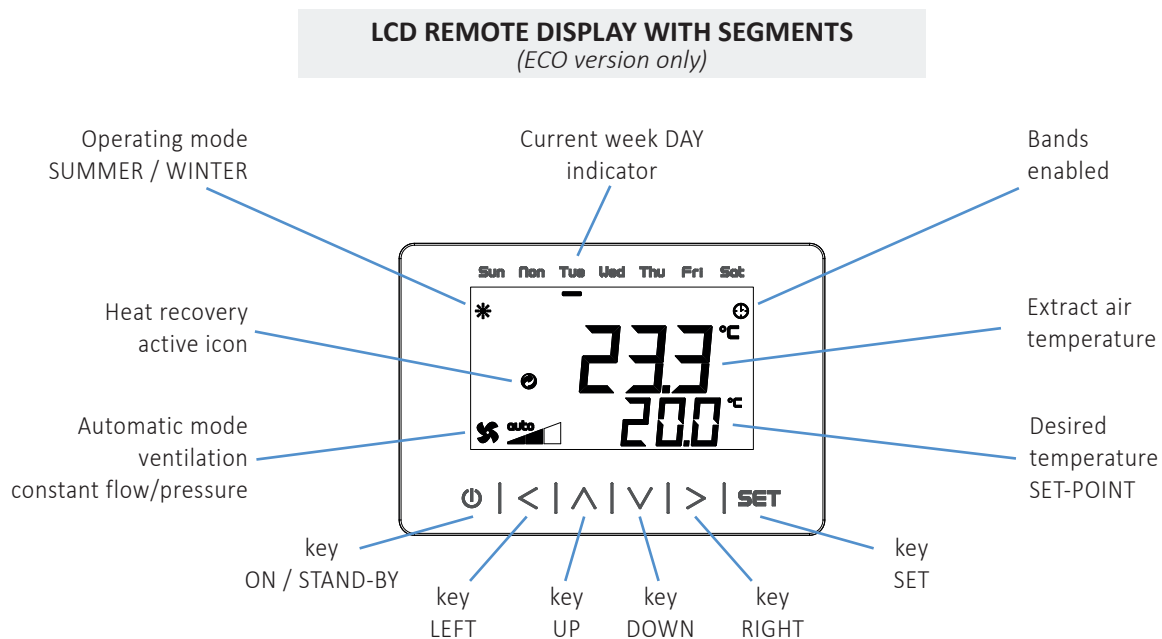 LCD REMOTE DISPLAY WITH SEGMENTS
(ECO version only)
Operating mode
SUMMER / WINTER
Current week DAY
indicator
Bands
enabled
Sun Mon Tue Wed Thu Fri Sat
Heat recovery
active icon
23.3 °C
Extract air
temperature
Automatic mode
ventilation
constant flow/pressure
auto
20.0 °C
Desired
temperature
SET-POINT
SET
key
ON / STAND-BY
key
LEFT
key
UP
key
DOWN
key
RIGHT
key
SET